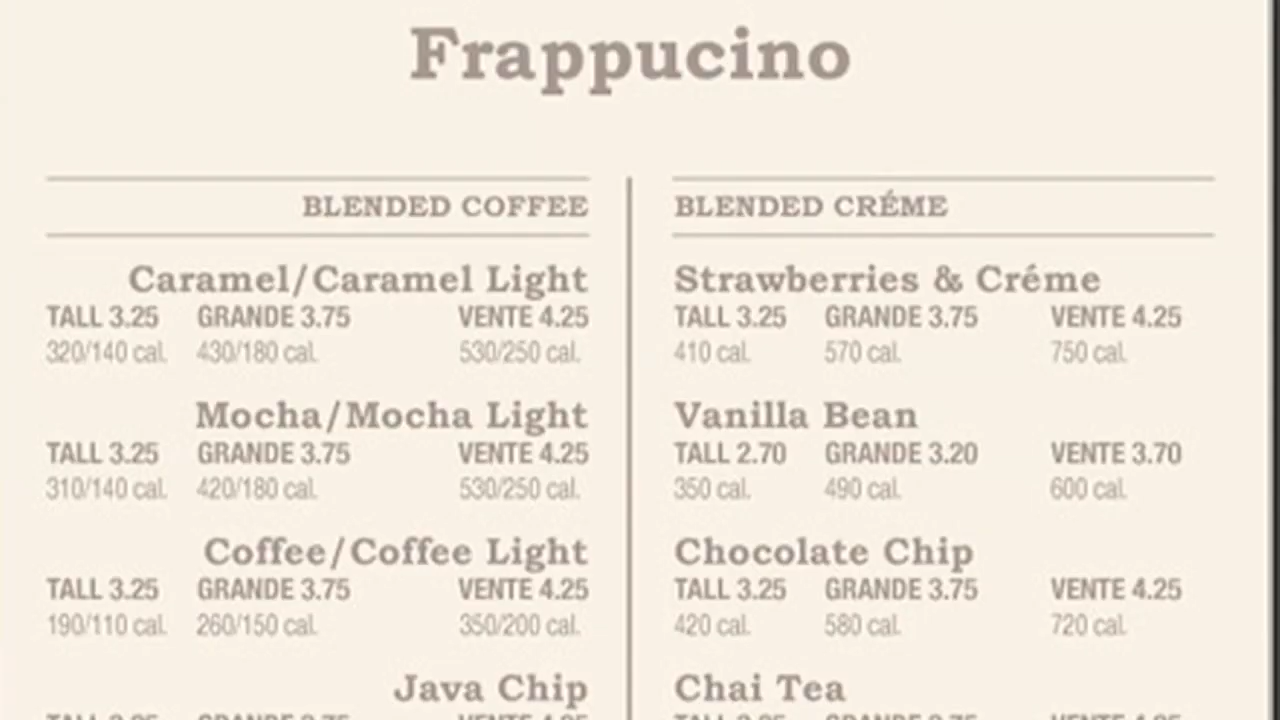 Frappucino
BLENDED COFFEE
Caramel/Caramel Light
TALL 3.25 GRANDE 3.75 VENTE 4.25
320/140 cal. 430/180 cal. 530/250 cal.
Mocha/Mocha Light
TALL 3.25 GRANDE 3.75 VENTE 4.25
310/140 cal. 420/180 cal. 530/250 cal.
Coffee/Coffee Light
TALL 3.25 GRANDE 3.75 VENTE 4.25
190/110 cal. 260/150 cal. 350/200 cal.
Java Chip
BLENDED CRÉME
Strawberries & Créme
TALL 3.25 GRANDE 3.75 VENTE 4.25
410 cal. 570 cal. 750 cal.
Vanilla Bean
TALL 2.70 GRANDE 3.20 VENTE 3.70
350 cal. 490 cal. 600 cal.
Chocolate Chip
TALL 3.25 GRANDE 3.75 VENTE 4.25
420 cal. 580 cal. 720 cal.
Chai Tea